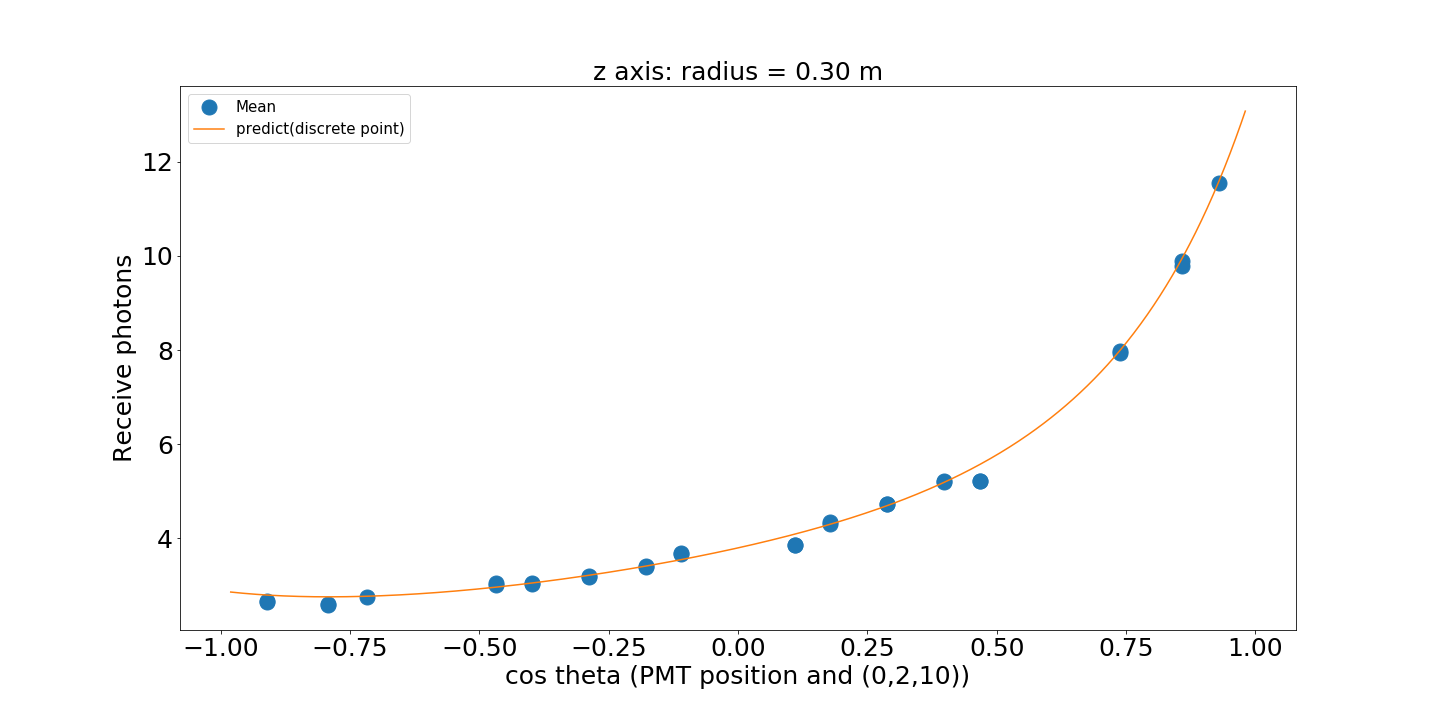 z axis: radius = 0.30 m
Mean
predict(discrete point)
12
10
8
6
4
Receive photons
−1.00 −0.75 −0.50 −0.25 0.00 0.25 0.50 0.75 1.00
cos theta (PMT position and (0,2,10))